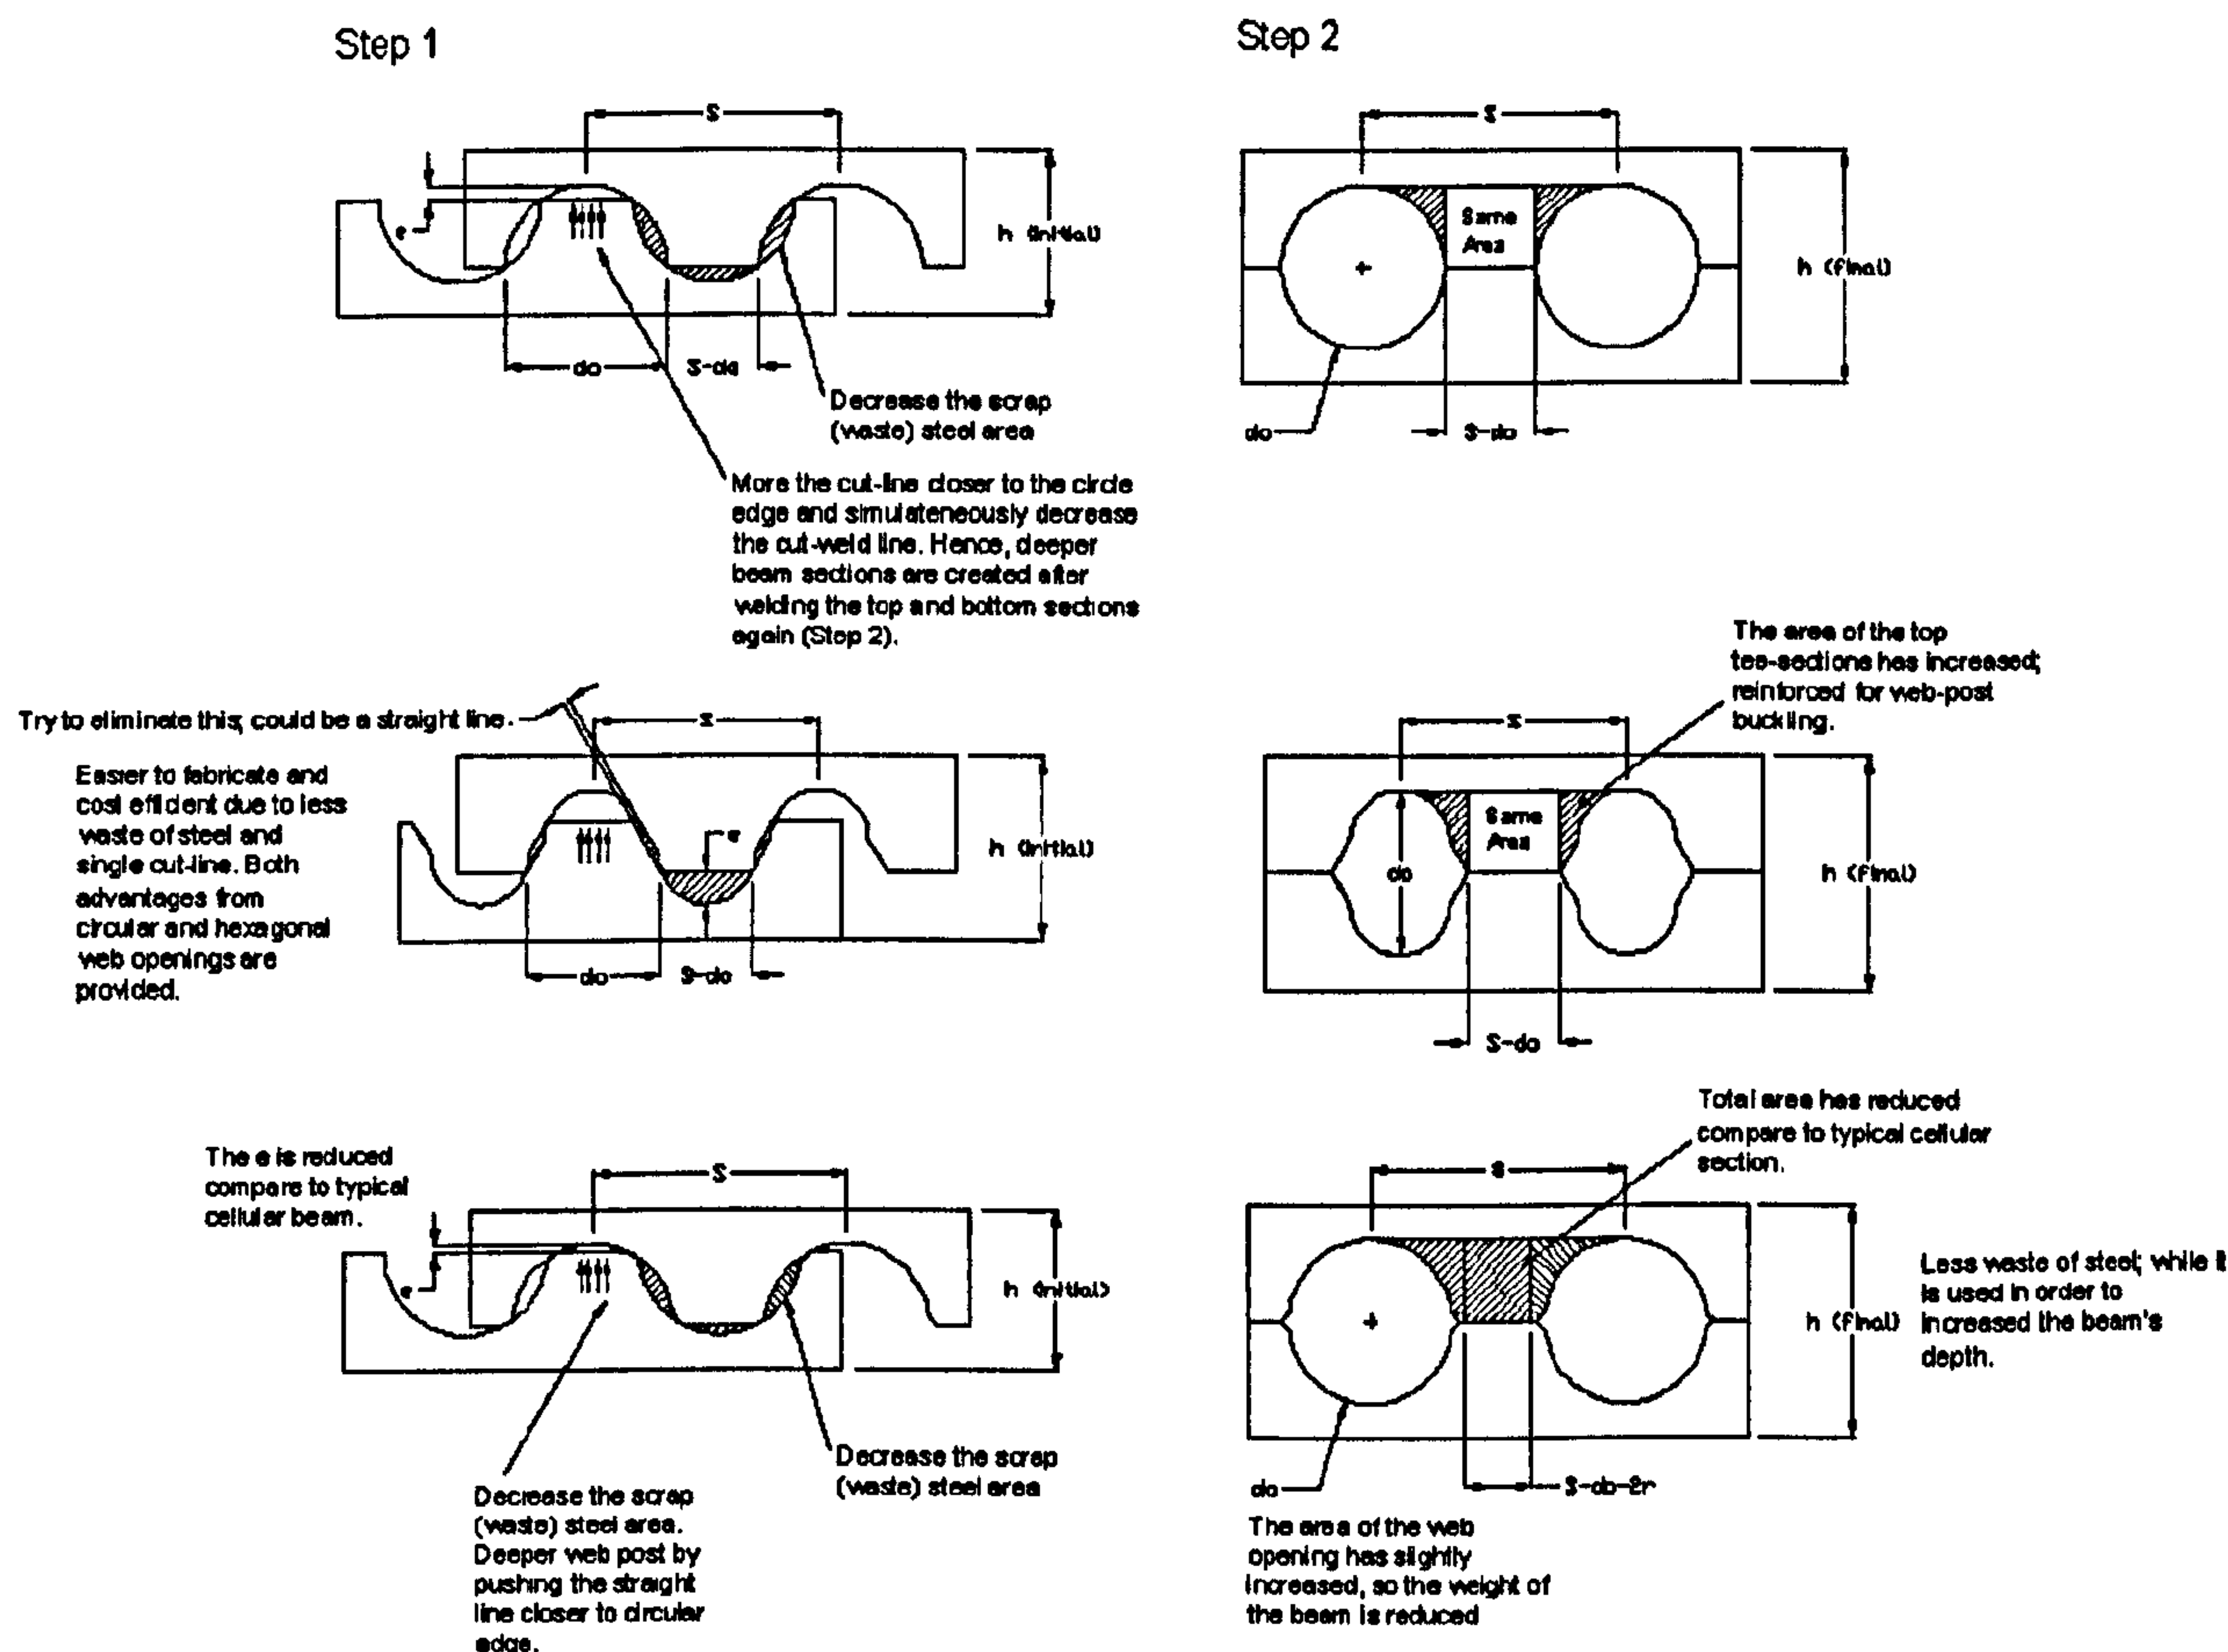 Step 1
Step 2
S
e
h (initial)
do
S-do
Decrease the scrap
(waste) steel area
More the cut-line closer to the circle
edge and simulateneously decrease
the cut-weld line. Hence, deeper
beam sections are created after
welding the top and bottom sections
again (Step 2).
S
Same
Area
h (final)
do
S-do
Try to eliminate this; could be a straight line.
Easier to fabricate and
cost efficient due to less
waste of steel and
single cut-line. Both
advantages from
circular and hexagonal
web openings are
provided.
S
e
h (initial)
do
S-do
The area of the top
tee-sections has increased;
reinforced for web-post
buckling.
S
Same
Area
do
h (final)
S-do
The e is reduced
compare to typical
cellular beam.
S
e
h (initial)
Decrease the scrap
(waste) steel area
Decrease the scrap
(waste) steel area.
Deeper web post by
pushing the straight
line closer to circular
edge.
Total area has reduced
compare to typical cellular
section.
S
h (final)
Less waste of steel; while it
is used in order to
increased the beam's
depth.
do
S-do-2r
The area of the web
opening has slightly
increased, so the weight of
the beam is reduced